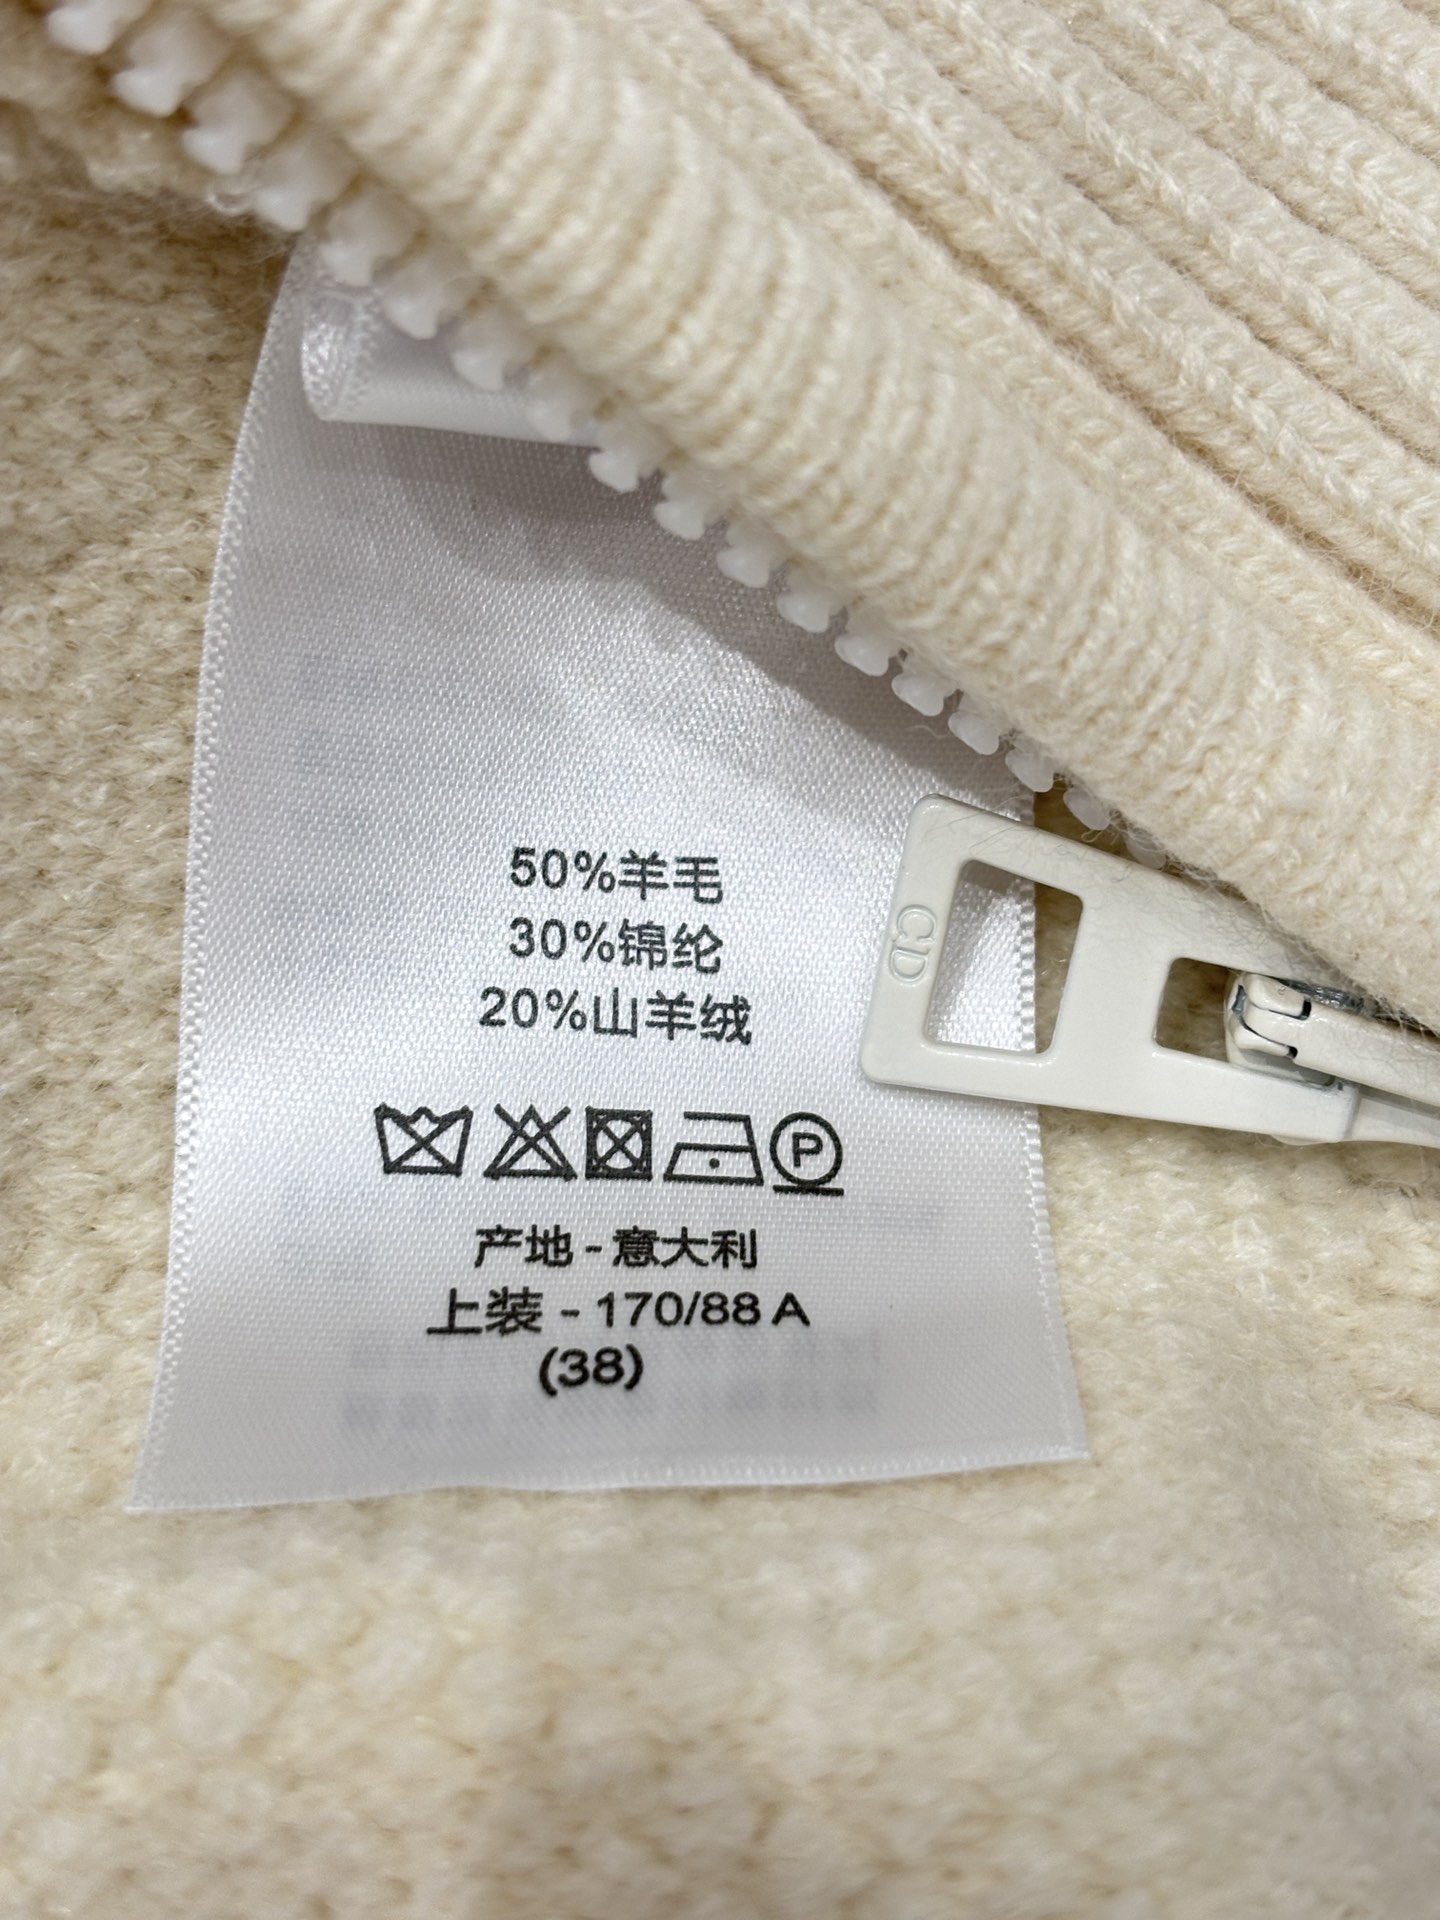 50%羊毛
30%锦纶
20%山羊绒
P
产地 - 意大利
上装 - 170/88 A
(38)
CD